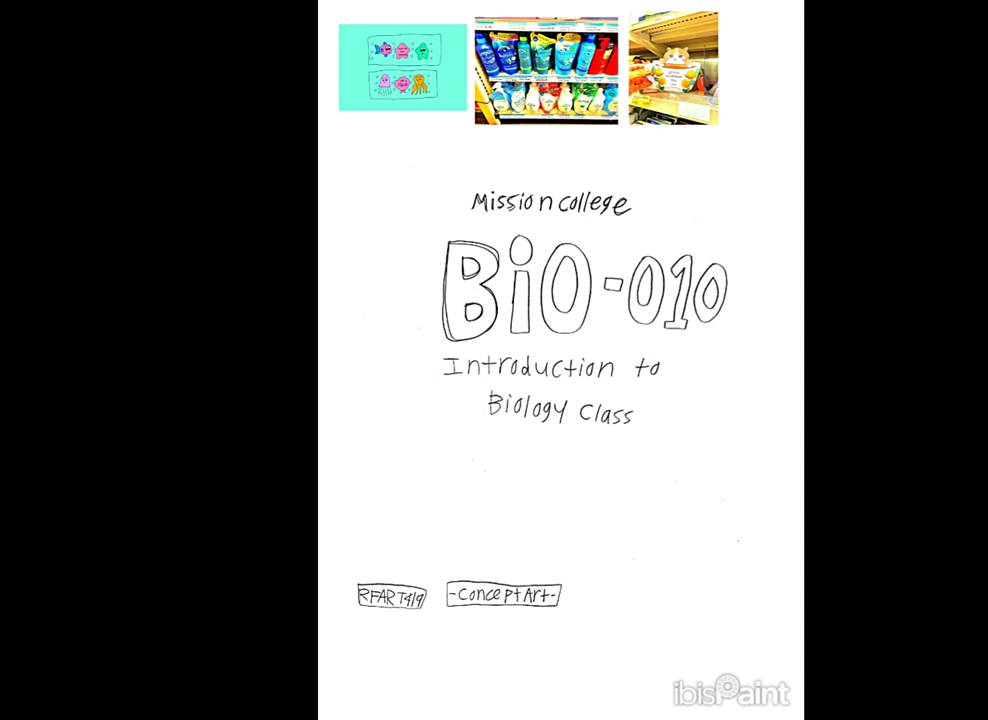 Mission college
BiO-010
Introduction to
Biology Class
RFART419
-Concept Art-
ibisPaint